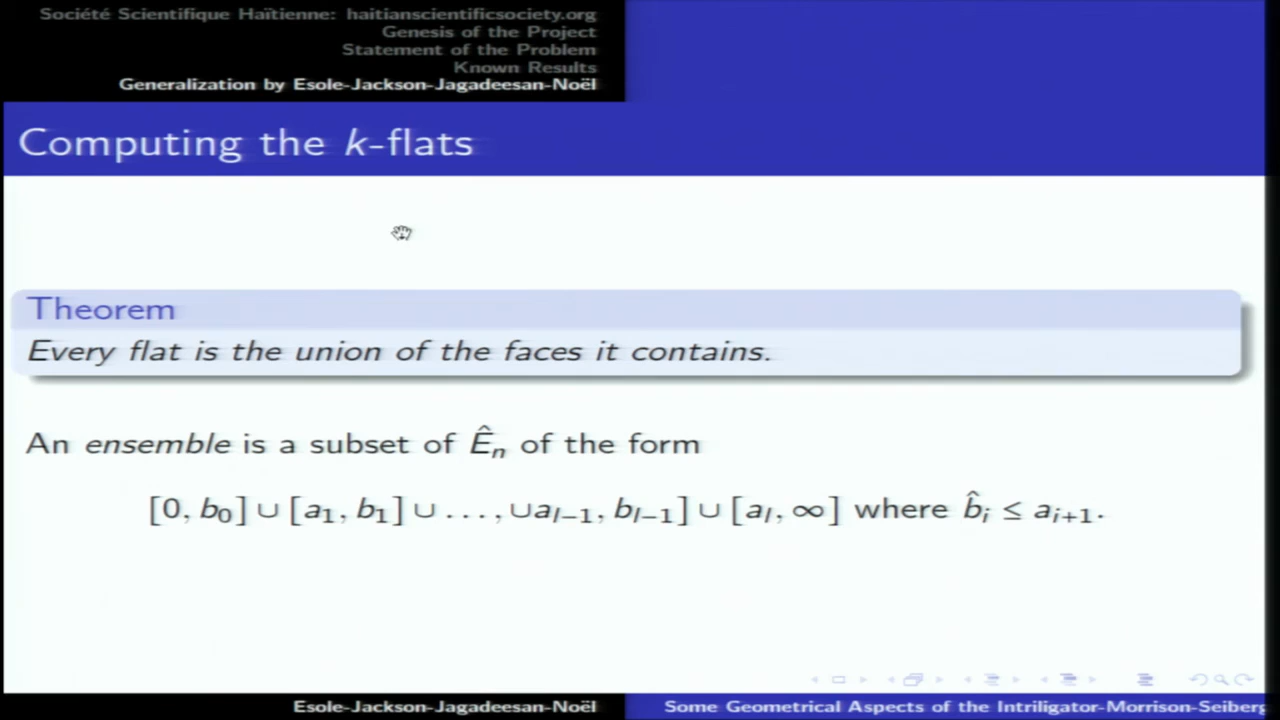 Société Scientifique Haïtienne: haitianscientificsociety.org
Genesis of the Project
Statement of the Problem
Known Results
Generalization by Esole-Jackson-Jagadeesan-Noël
Computing the k-flats
Theorem
Every flat is the union of the faces it contains.
An ensemble is a subset of Ê_n of the form
[0, b_0] ∪ [a_1, b_1] ∪ . . . , ∪a_{l−1}, b_{l−1}] ∪ [a_l, ∞] where b̂_i ≤ a_{i+1}.
Esole-Jackson-Jagadeesan-Noël
Some Geometrical Aspects of the Intriligator-Morrison-Seiberg